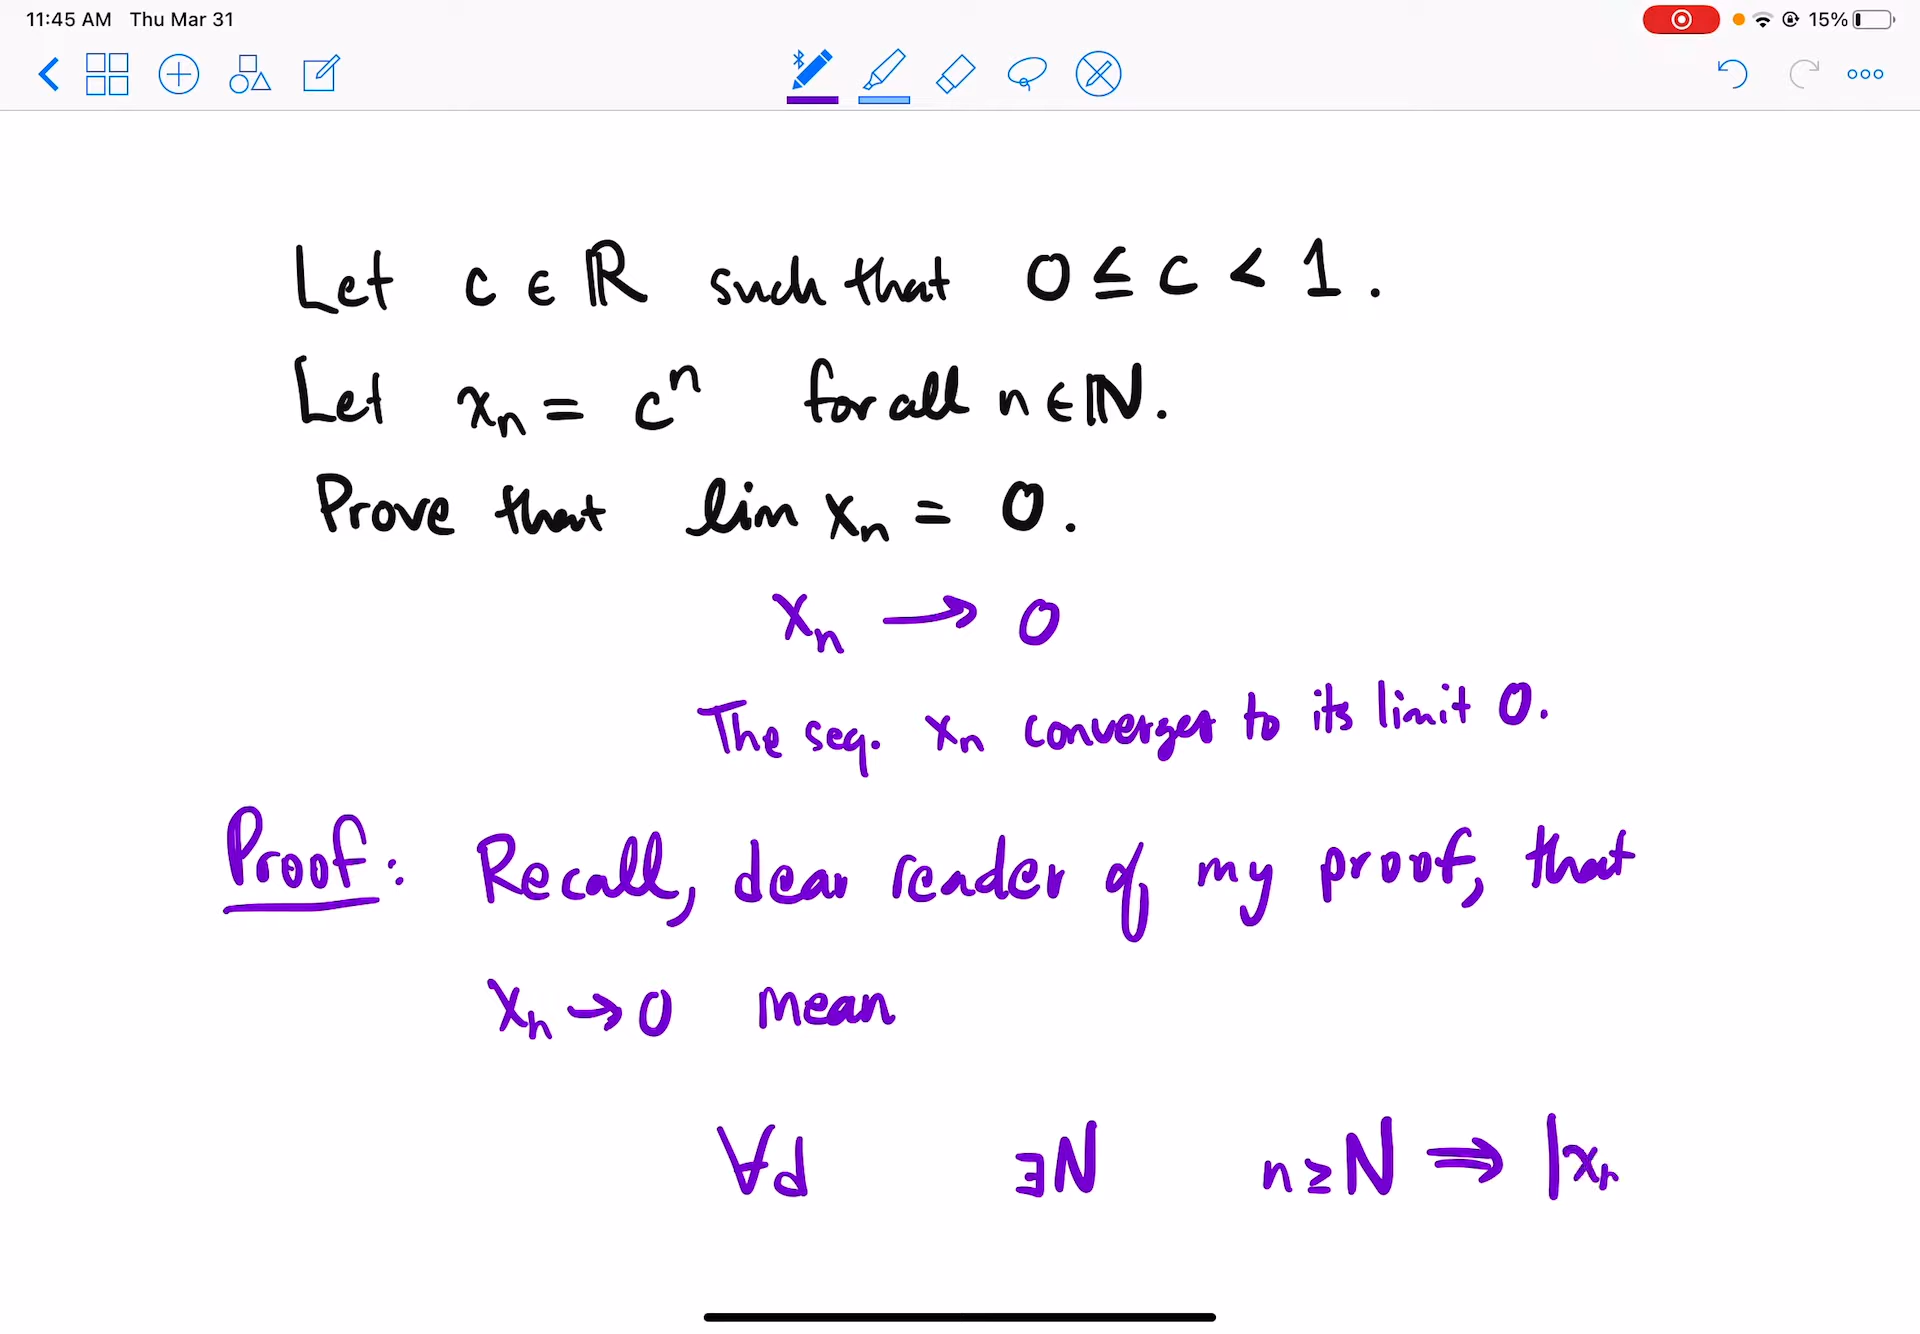 11:45 AM Thu Mar 31 15%
Let c ∈ ℝ such that 0 ≤ c < 1.
Let xₙ = cⁿ for all n ∈ ℕ.
Prove that lim xₙ = 0.
xₙ → 0
The seq. xₙ converges to its limit 0.
Proof: Recall, dear reader of my proof, that
xₙ → 0 mean
∀d ∃N n ≥ N ⇒ |xₙ